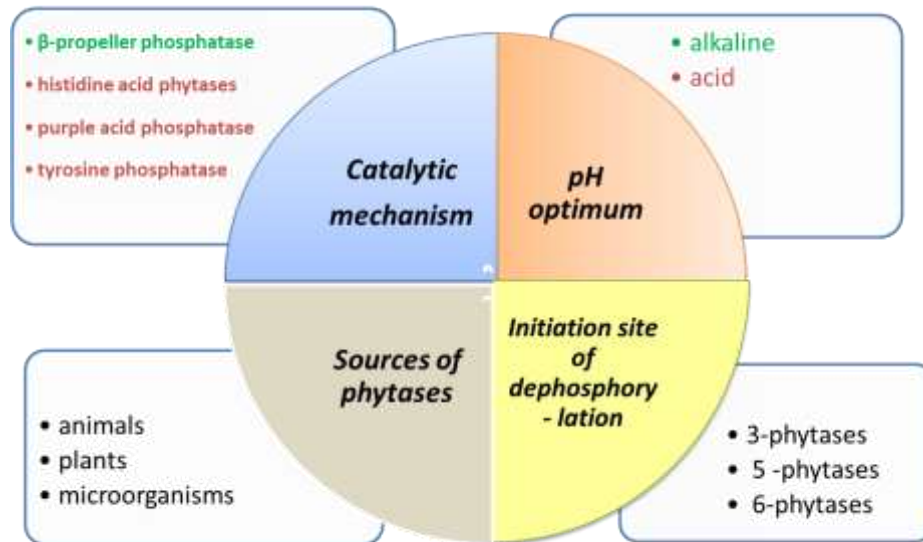 • β-propeller phosphatase
• histidine acid phytases
• purple acid phosphatase
• tyrosine phosphatase
• alkaline
• acid
Catalytic
mechanism
pH
optimum
Sources of
phytases
Initiation site
of
dephosphory
- lation
• animals
• plants
• microorganisms
• 3-phytases
• 5 -phytases
• 6-phytases